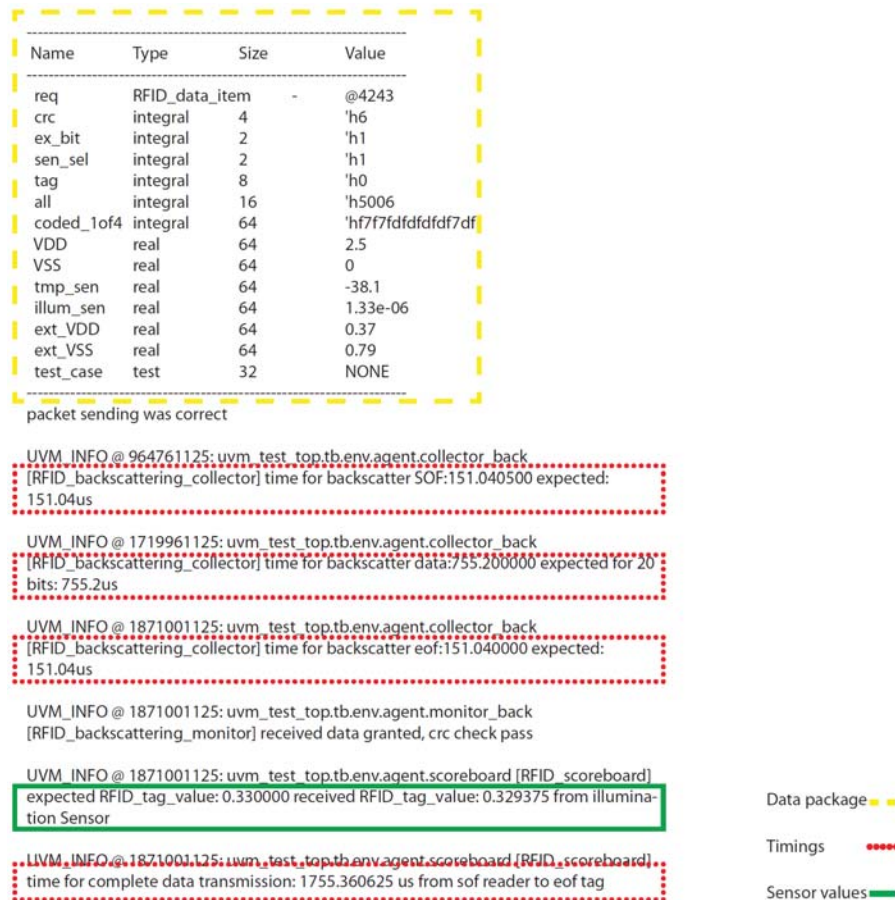 Name Type Size Value
req RFID_data_item - @4243
crc integral 4 'h6
ex_bit integral 2 'h1
sen_sel integral 2 'h1
tag integral 8 'h0
all integral 16 'h5006
coded_1of4 integral 64 'hf7f7fdfdfdfdf7df
VDD real 64 2.5
VSS real 64 0
tmp_sen real 64 -38.1
illum_sen real 64 1.33e-06
ext_VDD real 64 0.37
ext_VSS real 64 0.79
test_case test 32 NONE
packet sending was correct
UVM_INFO @ 964761125: uvm_test_top.tb.env.agent.collector_back
[RFID_backscattering_collector] time for backscatter SOF:151.040500 expected:
151.04us
UVM_INFO @ 1719961125: uvm_test_top.tb.env.agent.collector_back
[RFID_backscattering_collector] time for backscatter data:755.200000 expected for 20
bits: 755.2us
UVM_INFO @ 1871001125: uvm_test_top.tb.env.agent.collector_back
[RFID_backscattering_collector] time for backscatter eof:151.040000 expected:
151.04us
UVM_INFO @ 1871001125: uvm_test_top.tb.env.agent.monitor_back
[RFID_backscattering_monitor] received data granted, crc check pass
UVM_INFO @ 1871001125: uvm_test_top.tb.env.agent.scoreboard [RFID_scoreboard]
expected RFID_tag_value: 0.330000 received RFID_tag_value: 0.329375 from illumina-
tion Sensor
UVM_INFO @ 1871001125: uvm_test_top.tb.env.agent.scoreboard [RFID_scoreboard]
time for complete data transmission: 1755.360625 us from sof reader to eof tag
Data package
Timings
Sensor values